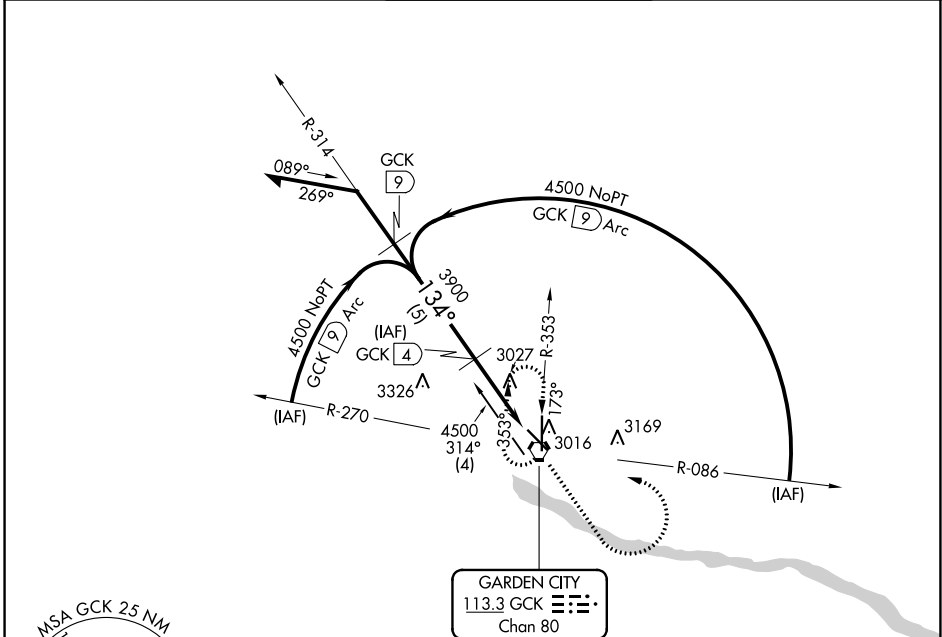 R-314
089°
269°
GCK
9
4500 NoPT
GCK 9 Arc
3900
134°
(5)
4500 NoPT
GCK 9 Arc
(IAF)
GCK 4
3027
R-353
3326
173°
(IAF)
R-270
4500
314°
(4)
353°
3016
3169
R-086
(IAF)
GARDEN CITY
113.3 GCK
Chan 80
MSA GCK 25 NM